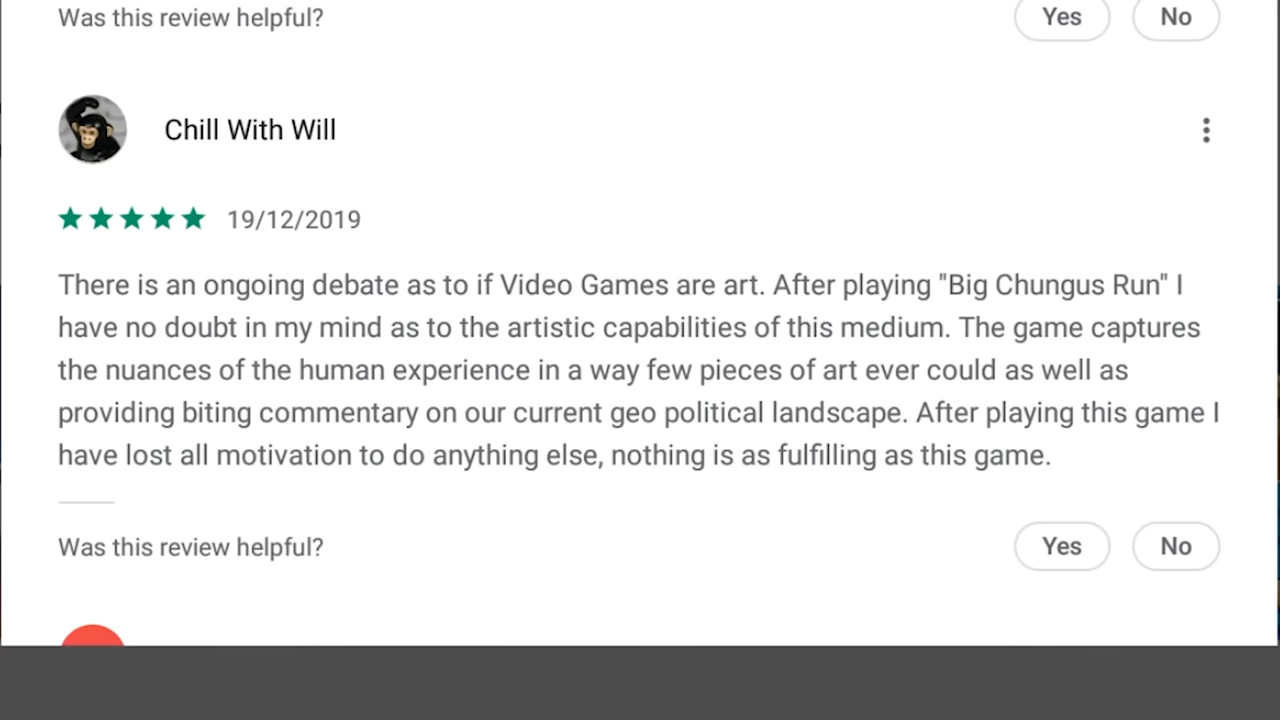 Was this review helpful?
Yes
No
Chill With Will
19/12/2019
There is an ongoing debate as to if Video Games are art. After playing "Big Chungus Run" I
have no doubt in my mind as to the artistic capabilities of this medium. The game captures
the nuances of the human experience in a way few pieces of art ever could as well as
providing biting commentary on our current geo political landscape. After playing this game I
have lost all motivation to do anything else, nothing is as fulfilling as this game.
Was this review helpful?
Yes
No